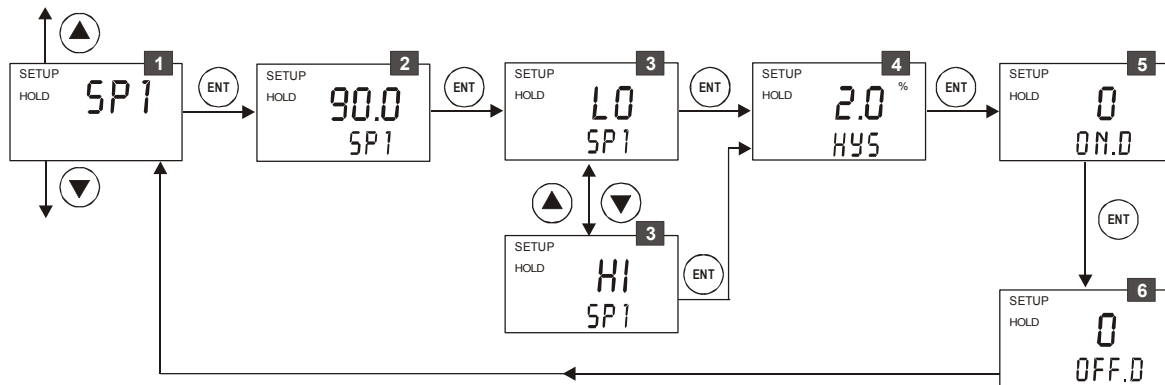 1
SETUP
HOLD
SP1
ENT
2
SETUP
HOLD
90.0
SP1
ENT
3
SETUP
HOLD
LO
SP1
ENT
4
SETUP
HOLD
2.0 %
HYS
ENT
5
SETUP
HOLD
0
ON.D
3
SETUP
HOLD
HI
SP1
ENT
ENT
6
SETUP
HOLD
0
OFF.D